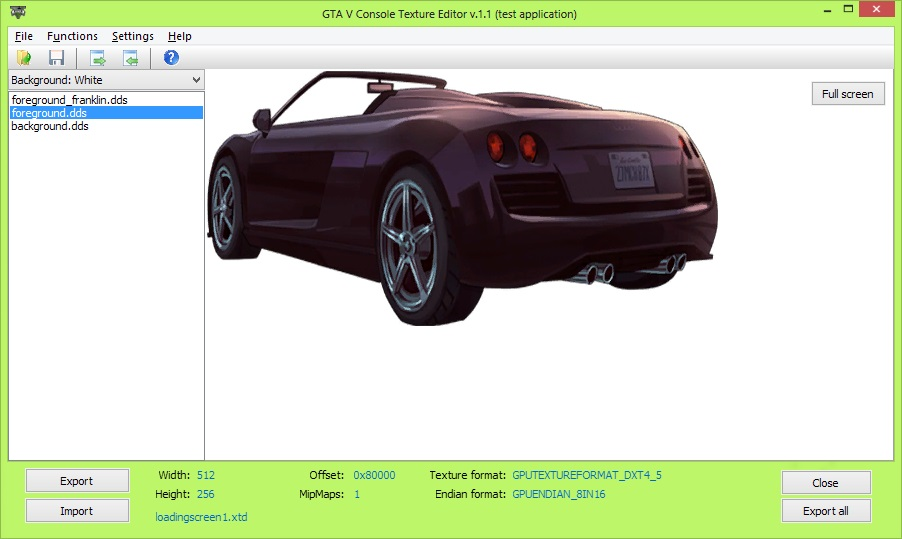 GTA V Console Texture Editor v.1.1 (test application)
File Functions Settings Help
Background: White
Full screen
foreground_franklin.dds
foreground.dds
background.dds
Export
Import
Width: 512
Height: 256
loadingscreen1.xtd
Offset: 0x80000
MipMaps: 1
Texture format: GPUTEXTUREFORMAT_DXT4_5
Endian format: GPUENDIAN_8IN16
Close
Export all